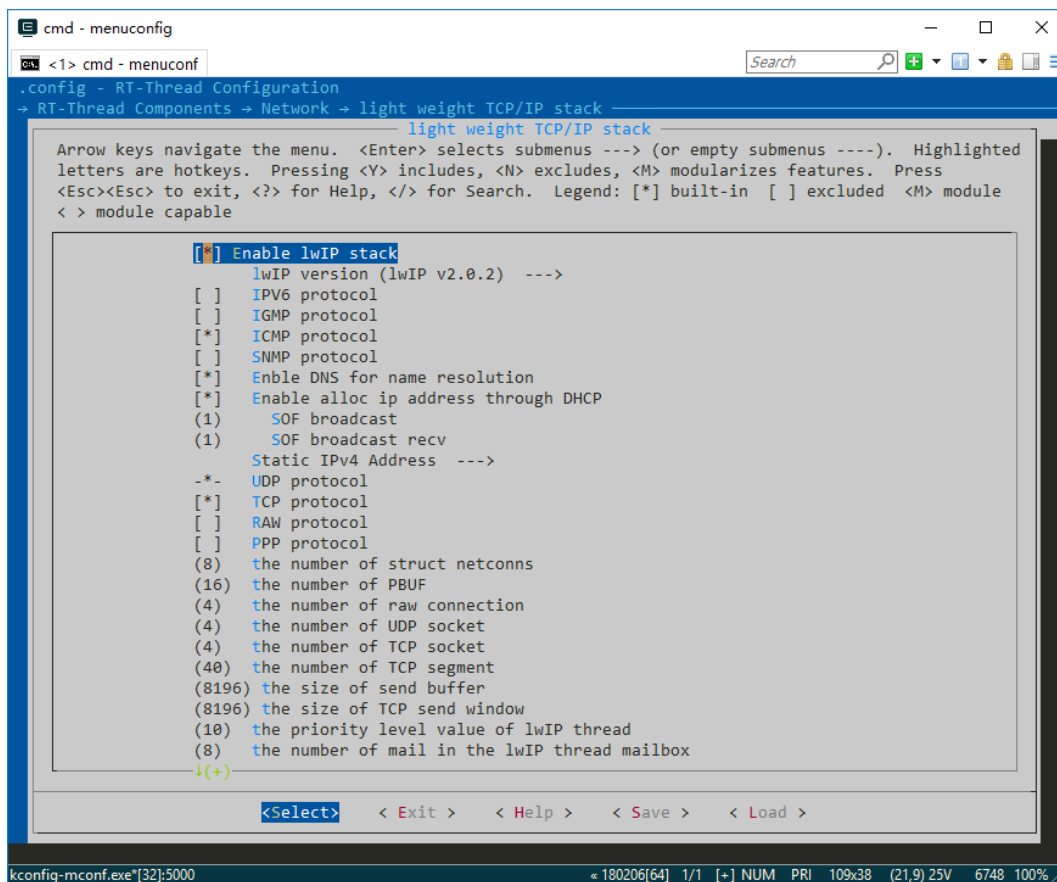 cmd - menuconfig
<1> cmd - menuconf
Search
.config - RT-Thread Configuration
→ RT-Thread Components → Network → light weight TCP/IP stack
light weight TCP/IP stack
Arrow keys navigate the menu.  <Enter> selects submenus ---> (or empty submenus ----).  Highlighted
letters are hotkeys.  Pressing <Y> includes, <N> excludes, <M> modularizes features.  Press
<Esc><Esc> to exit, <?> for Help, </> for Search.  Legend: [*] built-in  [ ] excluded  <M> module
< > module capable
[*] Enable lwIP stack
lwIP version (lwIP v2.0.2)  --->
[ ]   IPV6 protocol
[ ]   IGMP protocol
[*]   ICMP protocol
[ ]   SNMP protocol
[*]   Enble DNS for name resolution
[*]   Enable alloc ip address through DHCP
(1)     SOF broadcast
(1)     SOF broadcast recv
Static IPv4 Address  --->
-*-   UDP protocol
[*]   TCP protocol
[ ]   RAW protocol
[ ]   PPP protocol
(8)   the number of struct netconns
(16)  the number of PBUF
(4)   the number of raw connection
(4)   the number of UDP socket
(4)   the number of TCP socket
(40)  the number of TCP segment
(8196) the size of send buffer
(8196) the size of TCP send window
(10)  the priority level value of lwIP thread
(8)   the number of mail in the lwIP thread mailbox
↓(+)
<Select>    < Exit >    < Help >    < Save >    < Load >
kconfig-mconf.exe*[32]:5000    « 180206[64]  1/1  [+] NUM  PRI  109x38  (21,9) 25V  6748  100%